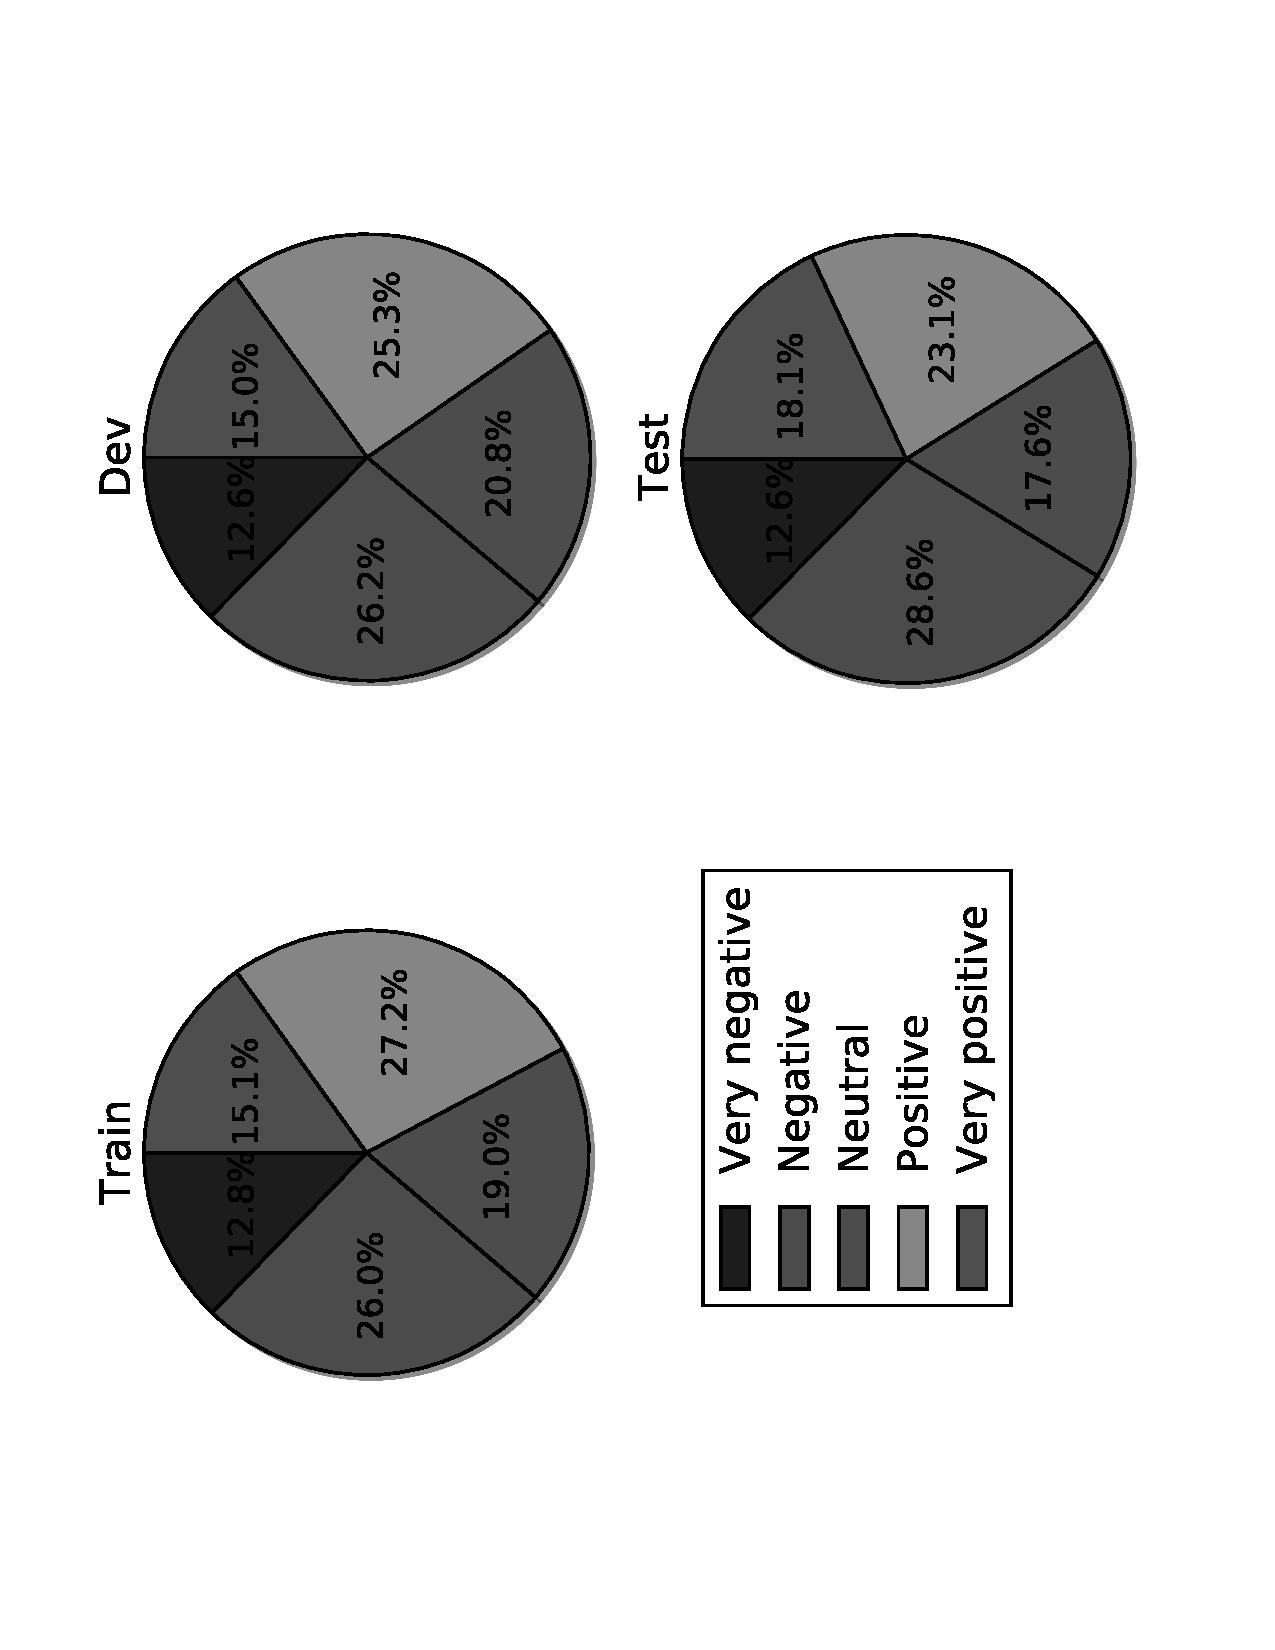 Train
12.8%
15.1%
26.0%
27.2%
19.0%
Dev
12.6%
15.0%
26.2%
25.3%
20.8%
Very negative
Negative
Neutral
Positive
Very positive
Test
12.6%
18.1%
28.6%
23.1%
17.6%